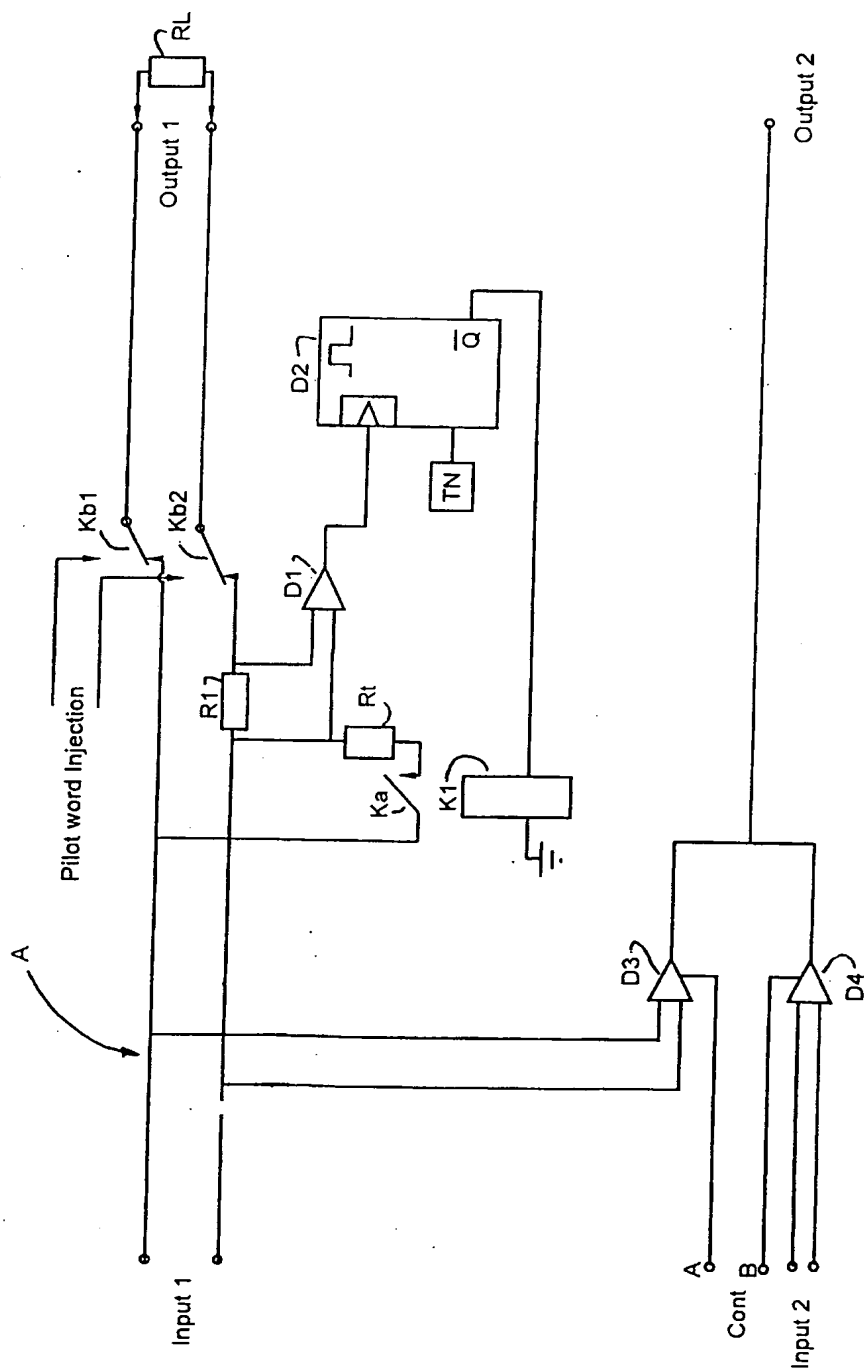 RL
Output 1
Kb1
Kb2
Pilot word Injection
D2
Q
TN
D1
R1
Rt
Ka
K1
A
Input 1
D3
D4
A
Cont B
Input 2
Output 2